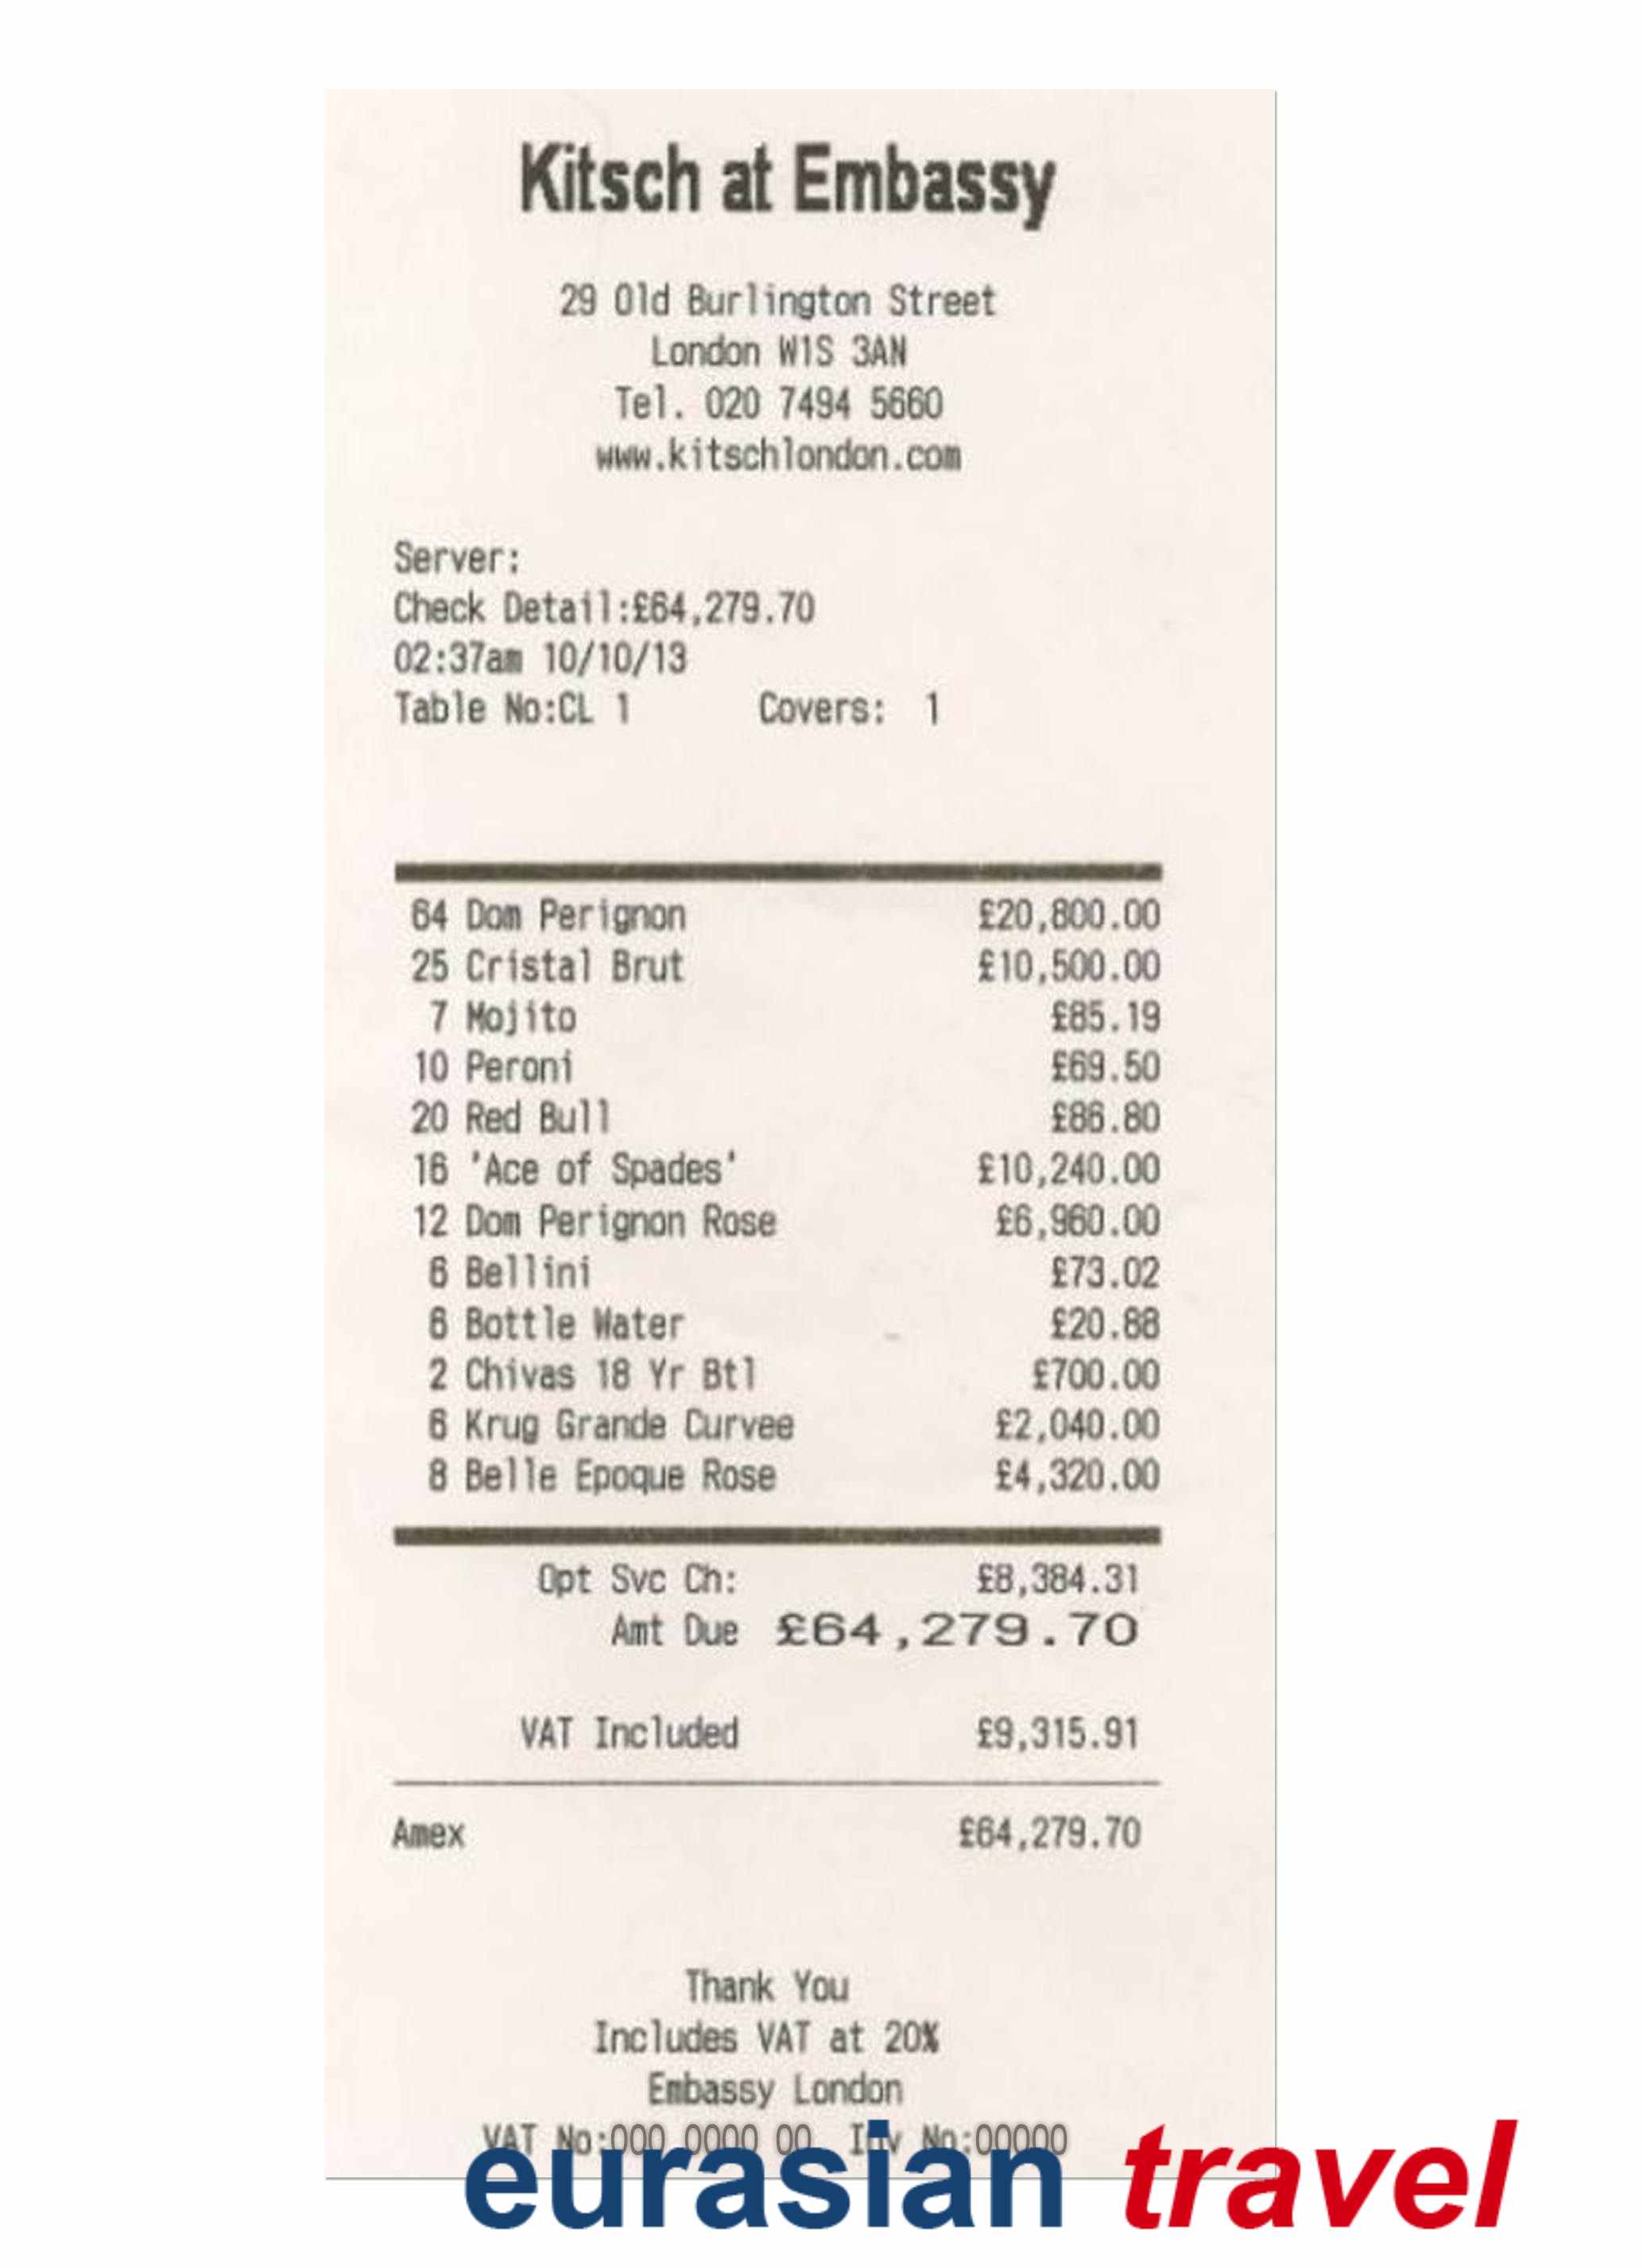 Kitsch at Embassy
29 Old Burlington Street
London W1S 3AN
Tel. 020 7494 5660
www.kitschlondon.com
Server:
Check Detail:£64,279.70
02:37am 10/10/13
Table No:CL 1 Covers: 1
64 Dom Perignon £20,800.00
25 Cristal Brut £10,500.00
7 Mojito £85.19
10 Peroni £69.50
20 Red Bull £86.80
16 'Ace of Spades' £10,240.00
12 Dom Perignon Rose £6,960.00
6 Bellini £73.02
6 Bottle Water £20.88
2 Chivas 18 Yr Btl £700.00
6 Krug Grande Curvee £2,040.00
8 Belle Epoque Rose £4,320.00
Opt Svc Ch: £8,384.31
Amt Due £64,279.70
VAT Included £9,315.91
Amex £64,279.70
Thank You
Includes VAT at 20%
Embassy London
VAT No:000 0000 00 Inv No:00000
eurasian travel